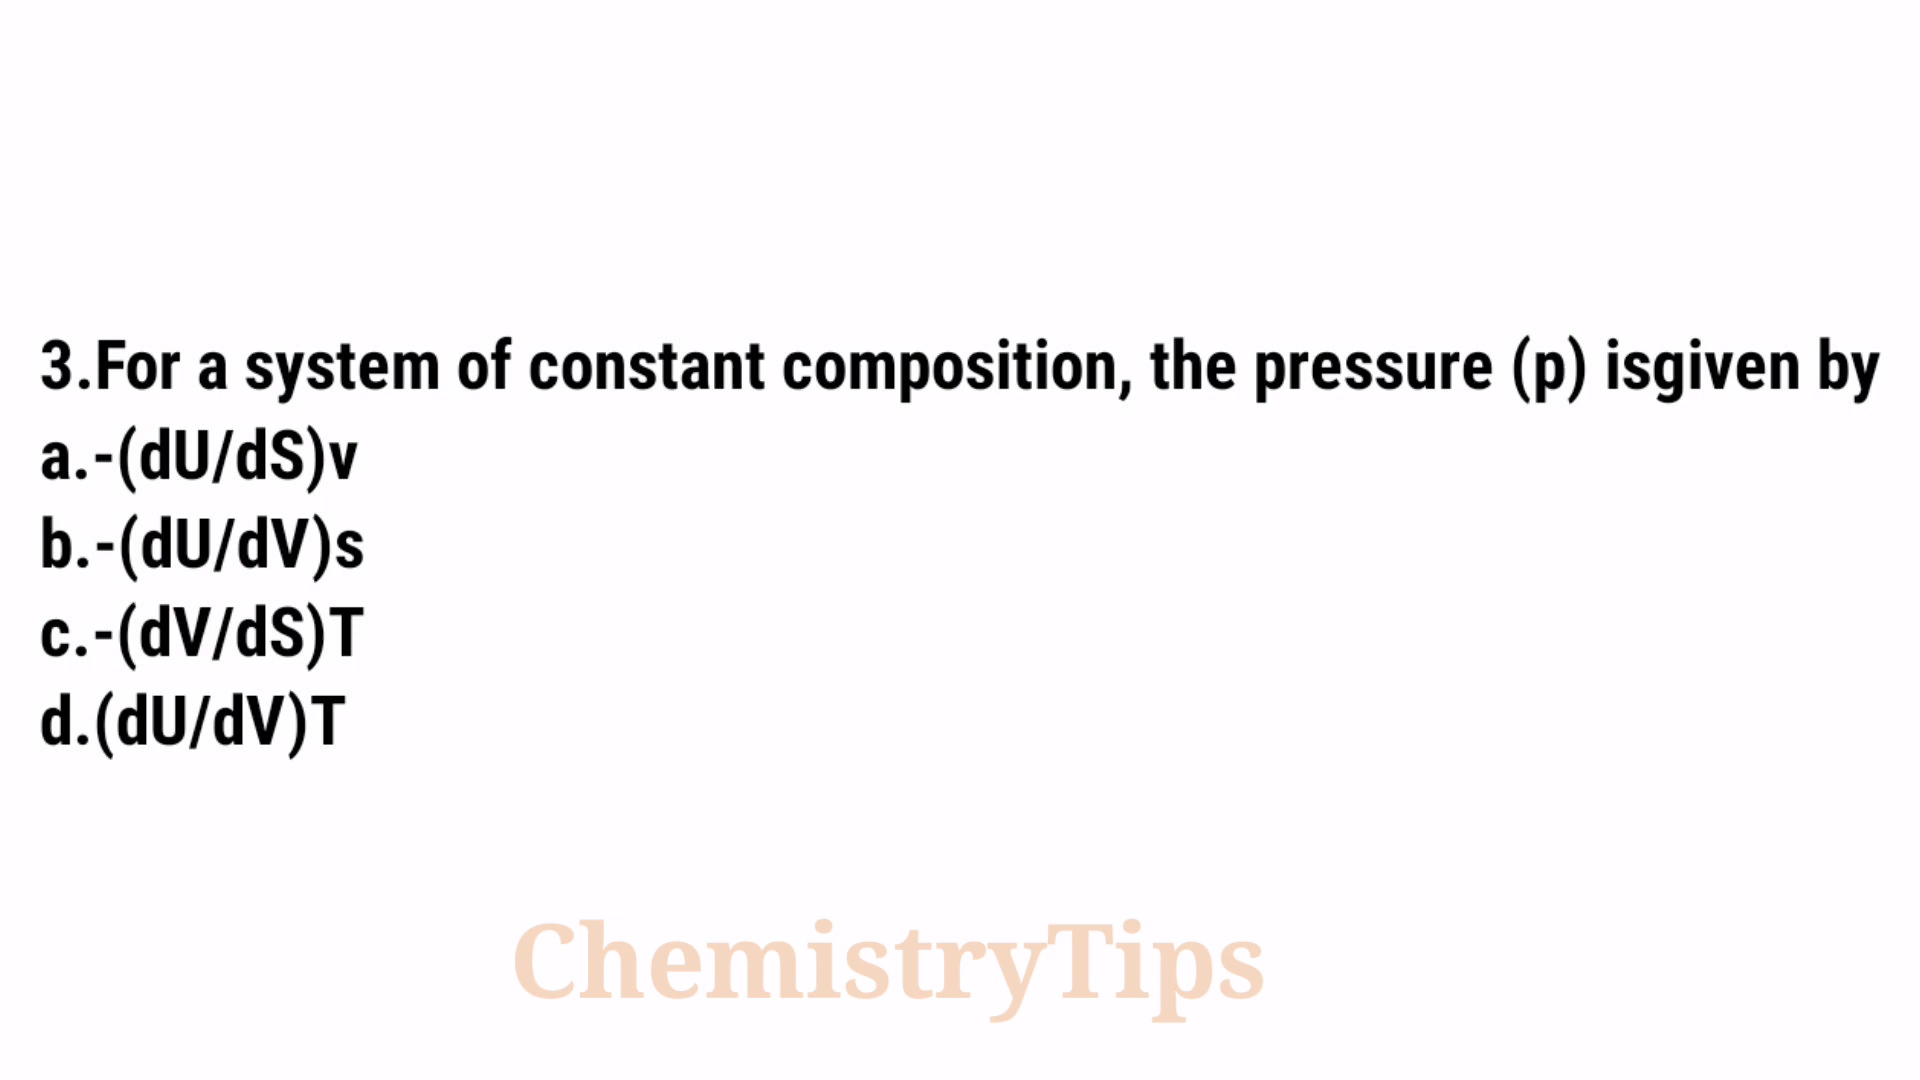 3.For a system of constant composition, the pressure (p) isgiven by
a.-(dU/dS)v
b.-(dU/dV)s
c.-(dV/dS)T
d.(dU/dV)T
ChemistryTips